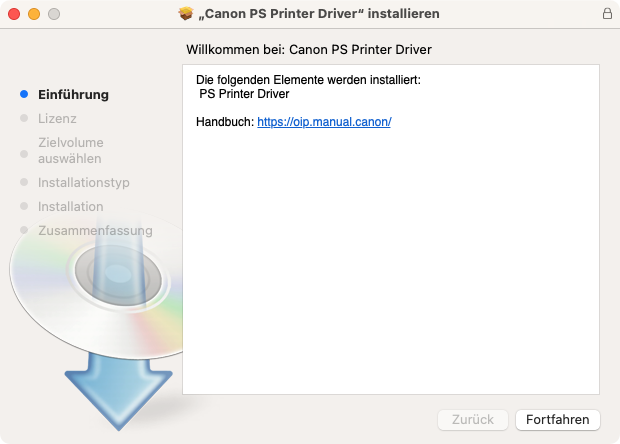 „Canon PS Printer Driver“ installieren
Willkommen bei: Canon PS Printer Driver
Einführung
Lizenz
Zielvolume
auswählen
Installationstyp
Installation
Zusammenfassung
Die folgenden Elemente werden installiert:
PS Printer Driver
Handbuch: https://oip.manual.canon/
Zurück
Fortfahren